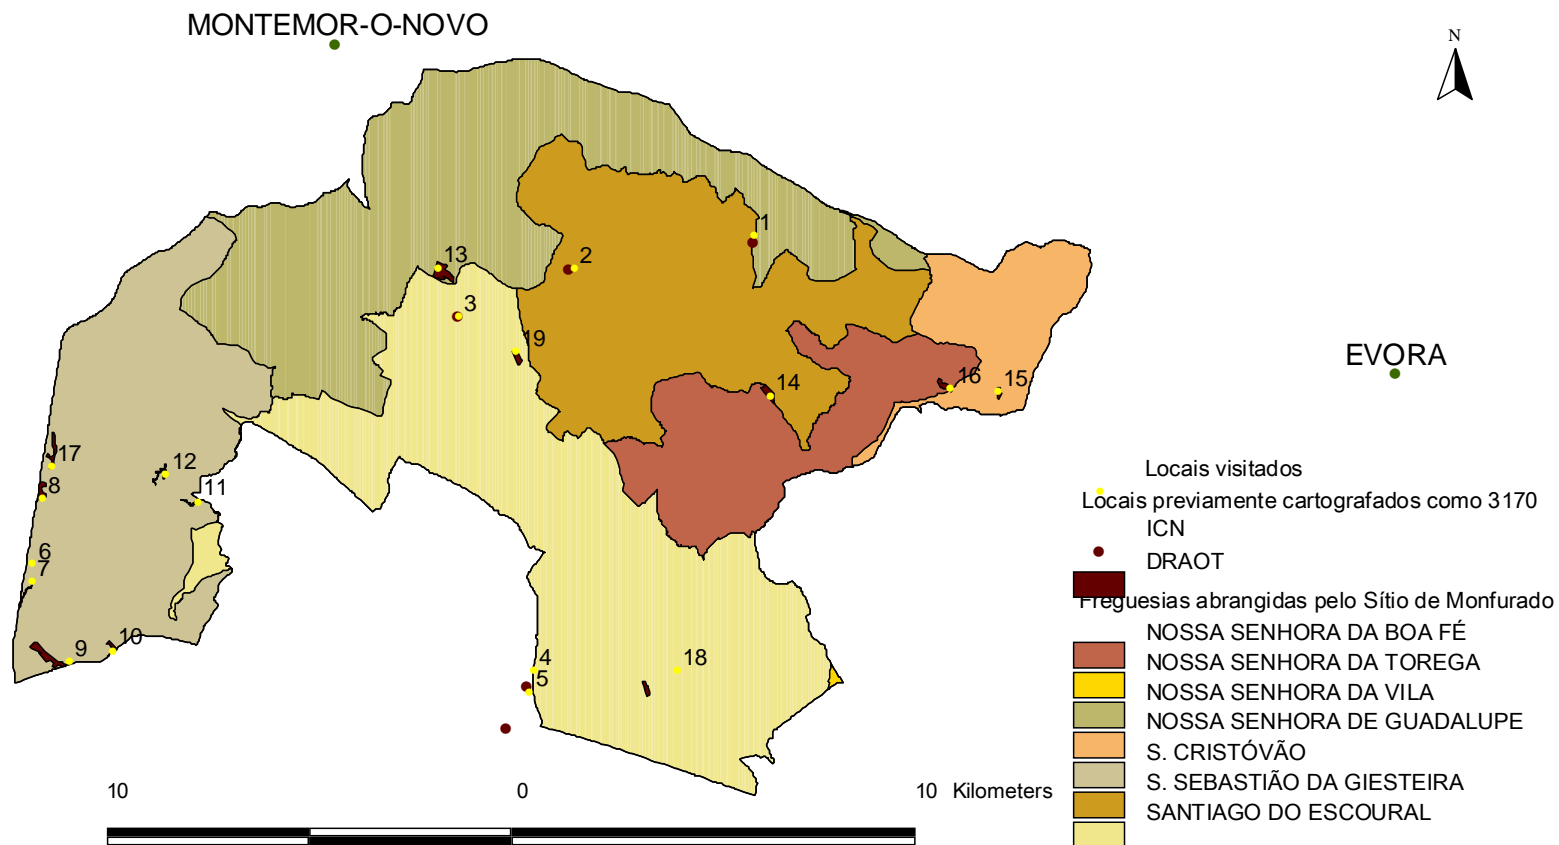 MONTEMOR-O-NOVO
N
1
13
2
3
19
EVORA
14
16
15
17
12
8
11
6
7
10
9
4
18
5
Locais visitados
Locais previamente cartografados como 3170
ICN
DRAOT
Freguesias abrangidas pelo Sítio de Monfurado
NOSSA SENHORA DA BOA FÉ
NOSSA SENHORA DA TOREGA
NOSSA SENHORA DA VILA
NOSSA SENHORA DE GUADALUPE
S. CRISTÓVÃO
S. SEBASTIÃO DA GIESTEIRA
SANTIAGO DO ESCOURAL
10 0 10 Kilometers